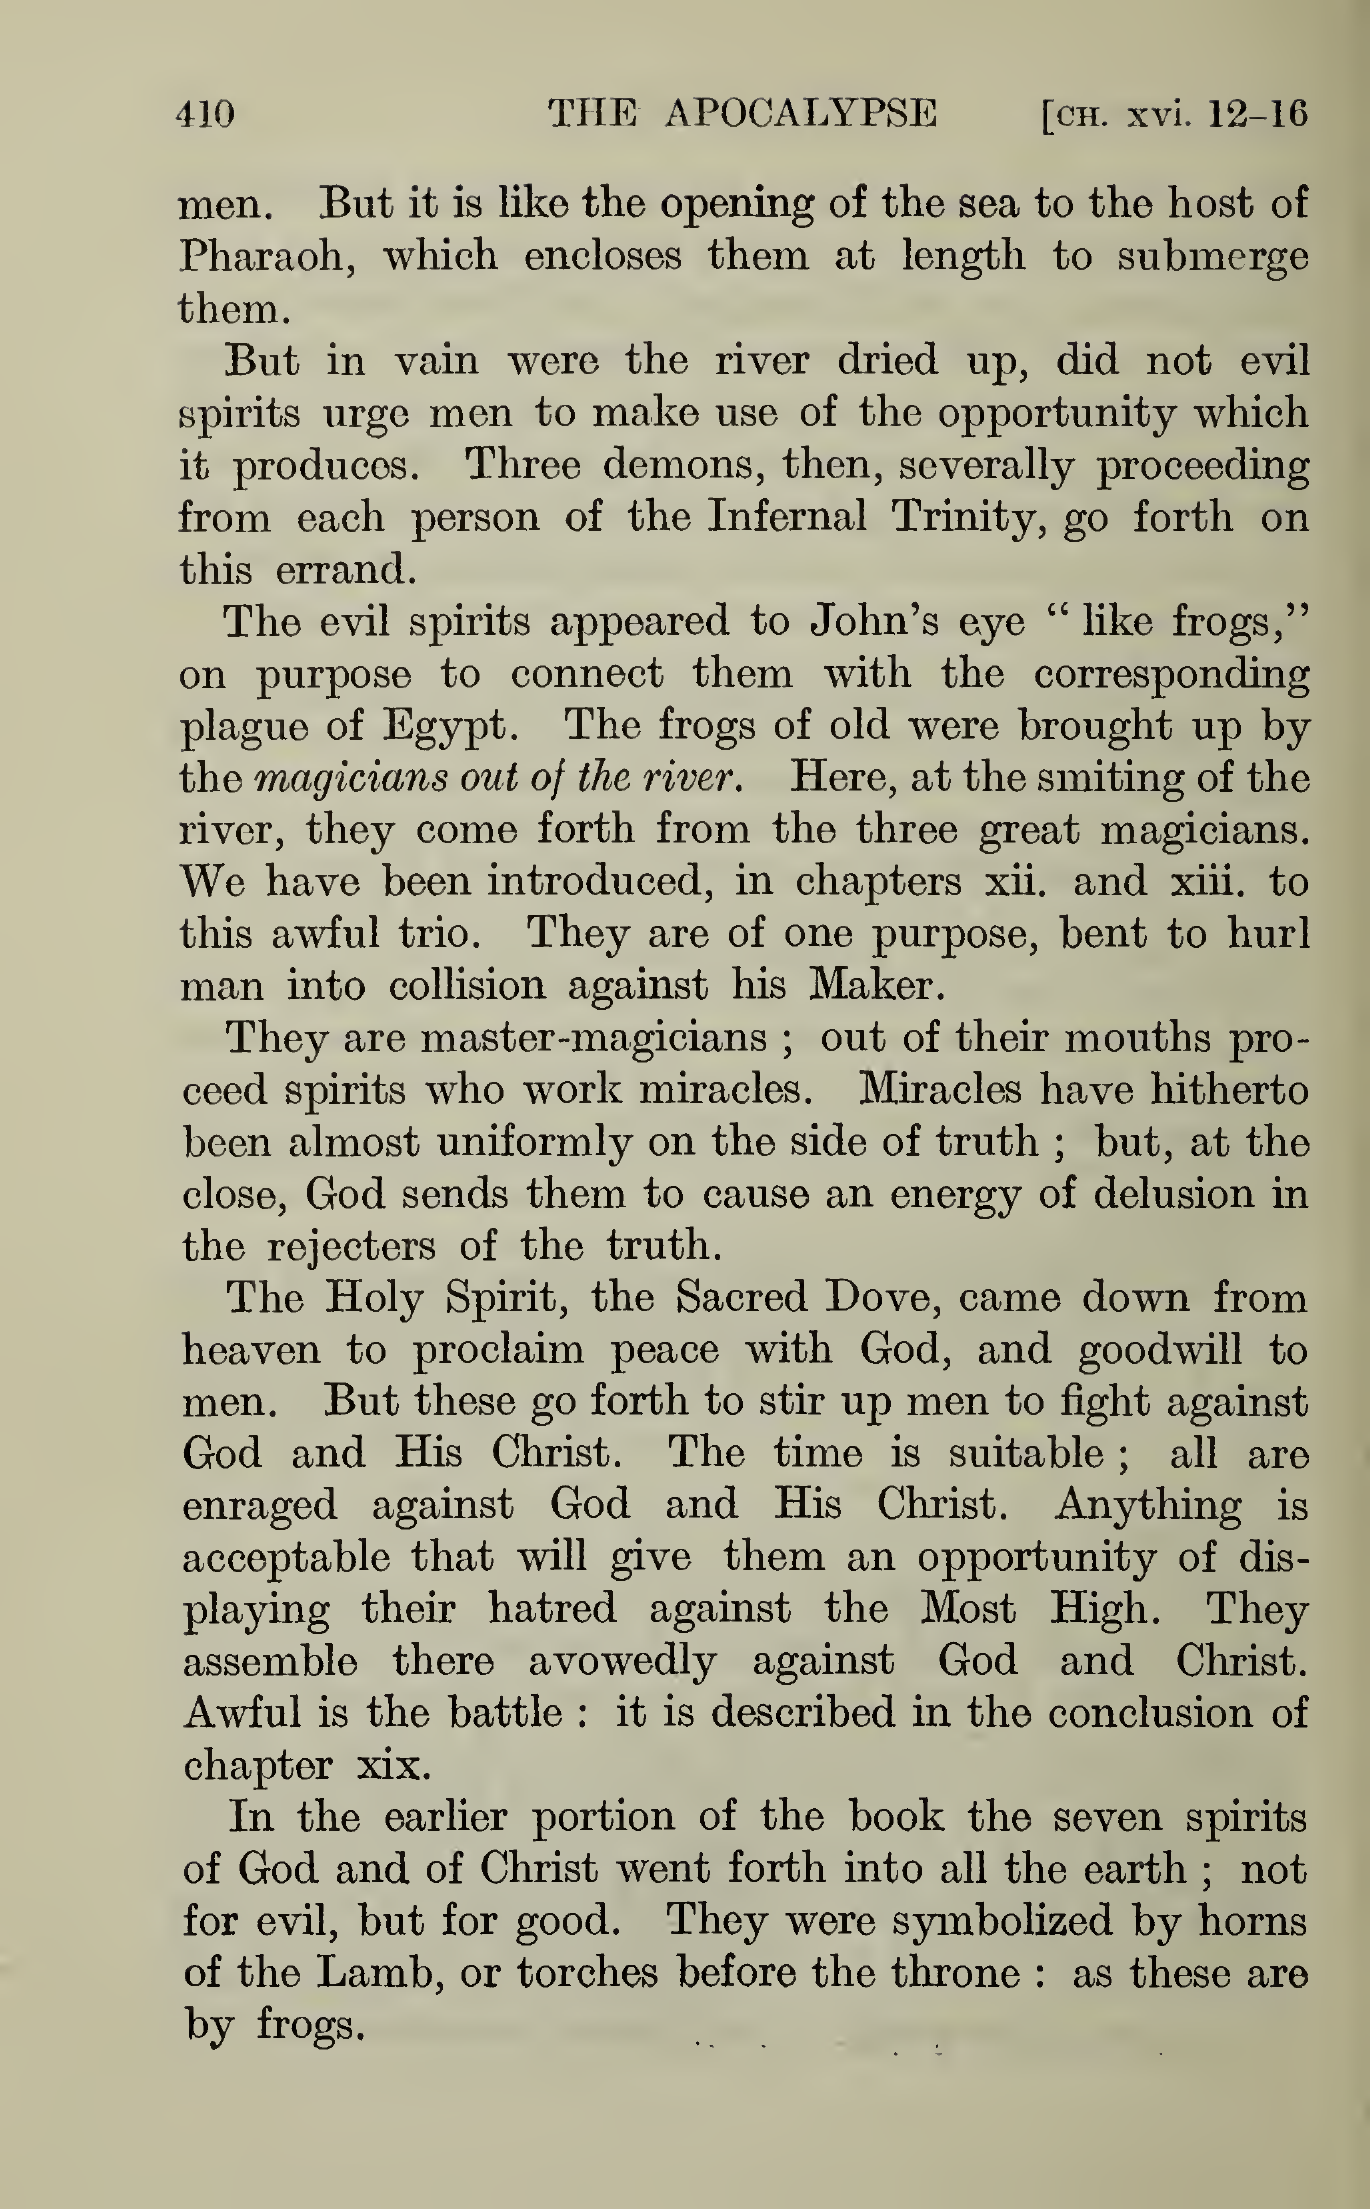 410 THE APOCALYPSE [CH. xvi. 12-16
men. But it is like the opening of the sea to the host of
Pharaoh, which encloses them at length to submerge
them.
But in vain were the river dried up, did not evil
spirits urge men to make use of the opportunity which
it produces. Three demons, then, severally proceeding
from each person of the Infernal Trinity, go forth on
this errand.
The evil spirits appeared to John's eye “ like frogs,”
on purpose to connect them with the corresponding
plague of Egypt. The frogs of old were brought up by
the magicians out of the river. Here, at the smiting of the
river, they come forth from the three great magicians.
We have been introduced, in chapters xii. and xiii. to
this awful trio. They are of one purpose, bent to hurl
man into collision against his Maker.
They are master-magicians ; out of their mouths pro-
ceed spirits who work miracles. Miracles have hitherto
been almost uniformly on the side of truth ; but, at the
close, God sends them to cause an energy of delusion in
the rejecters of the truth.
The Holy Spirit, the Sacred Dove, came down from
heaven to proclaim peace with God, and goodwill to
men. But these go forth to stir up men to fight against
God and His Christ. The time is suitable ; all are
enraged against God and His Christ. Anything is
acceptable that will give them an opportunity of dis-
playing their hatred against the Most High. They
assemble there avowedly against God and Christ.
Awful is the battle : it is described in the conclusion of
chapter xix.
In the earlier portion of the book the seven spirits
of God and of Christ went forth into all the earth ; not
for evil, but for good. They were symbolized by horns
of the Lamb, or torches before the throne : as these are
by frogs.